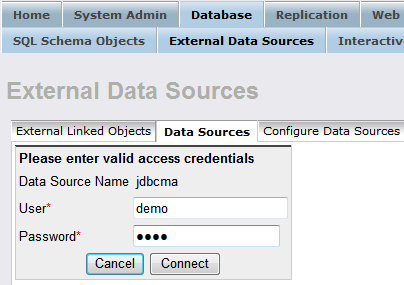 Home System Admin Database Replication Web
SQL Schema Objects External Data Sources Interactiv
External Data Sources
External Linked Objects Data Sources Configure Data Sources
Please enter valid access credentials
Data Source Name jdbcma
User* demo
Password* ••••
Cancel Connect